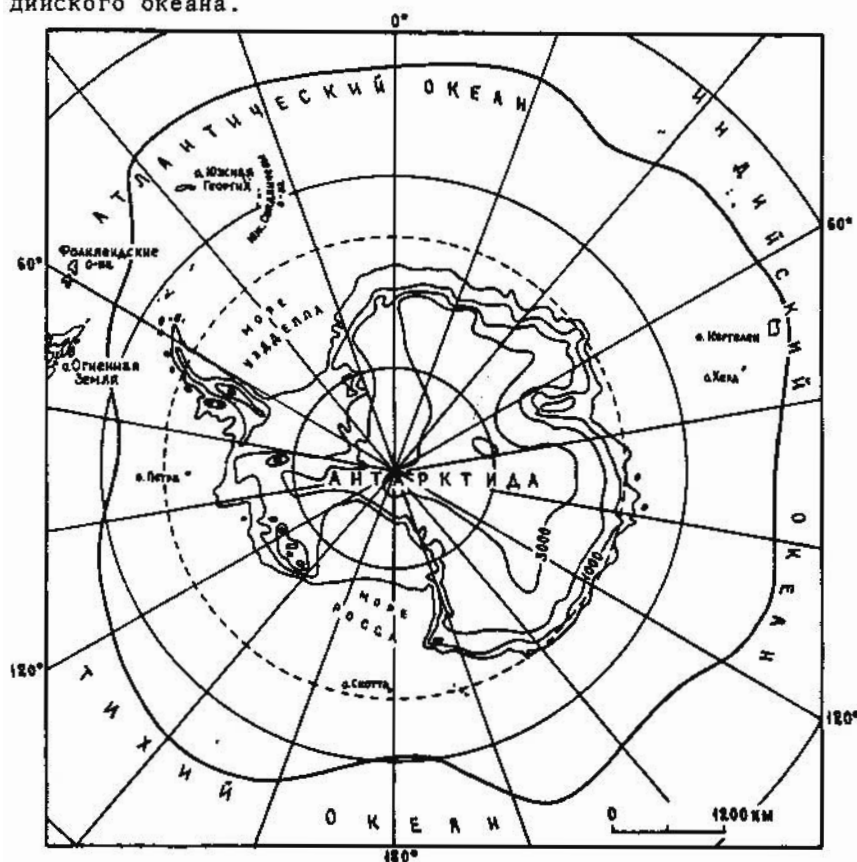 дийского океана.
0°
АТЛАНТИЧЕСКИЙ ОКЕАН
ИНДИЙСКИЙ ОКЕАН
о. Южная
Георгия
о-ва
Фолклендские
о-ва
60°
60°
МОРЕ
УЭДДЕЛЛА
о. Огненная
Земля
о. Кергелен
о. Херд
о. Петра
АНТАРКТИДА
3000
1000
МОРЕ
РОССА
о. Скотта
120°
120°
ТИХИЙ
ОКЕАН
0 1200 КМ
180°